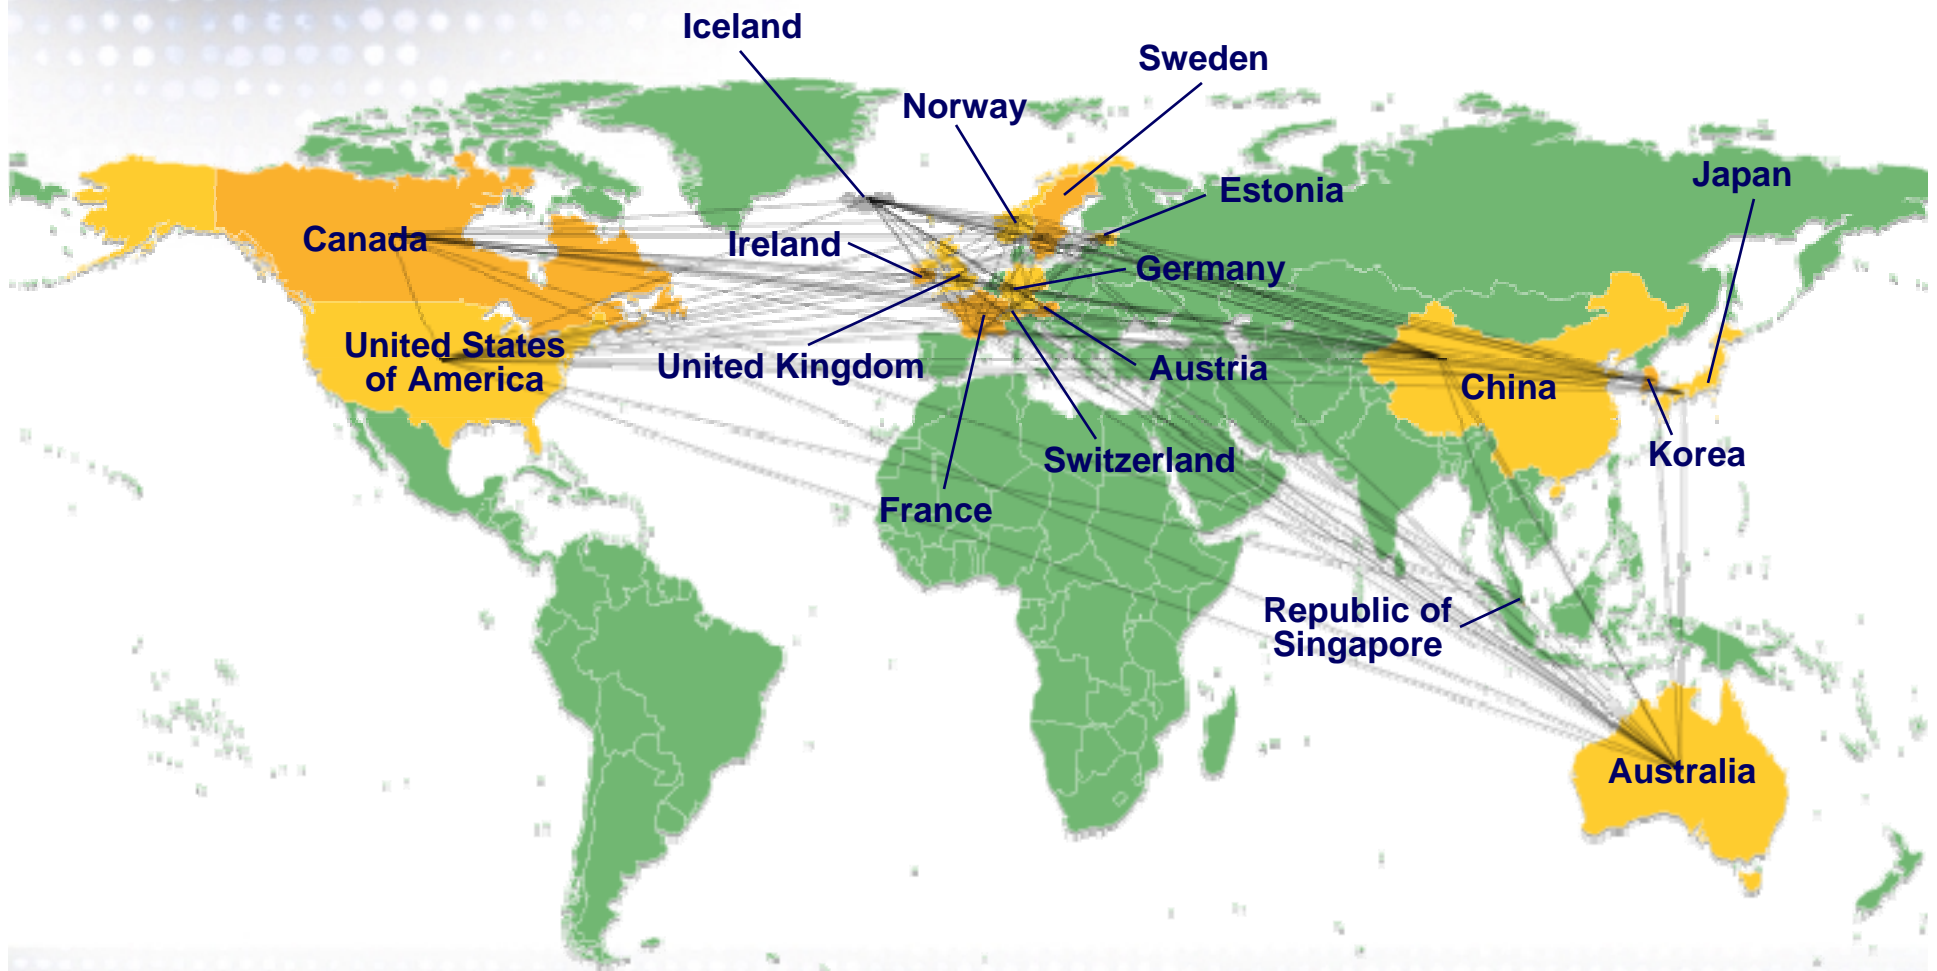 Iceland
Sweden
Norway
Japan
Estonia
Canada
Ireland
Germany
United States
of America
United Kingdom
Austria
China
Korea
Switzerland
France
Republic of
Singapore
Australia